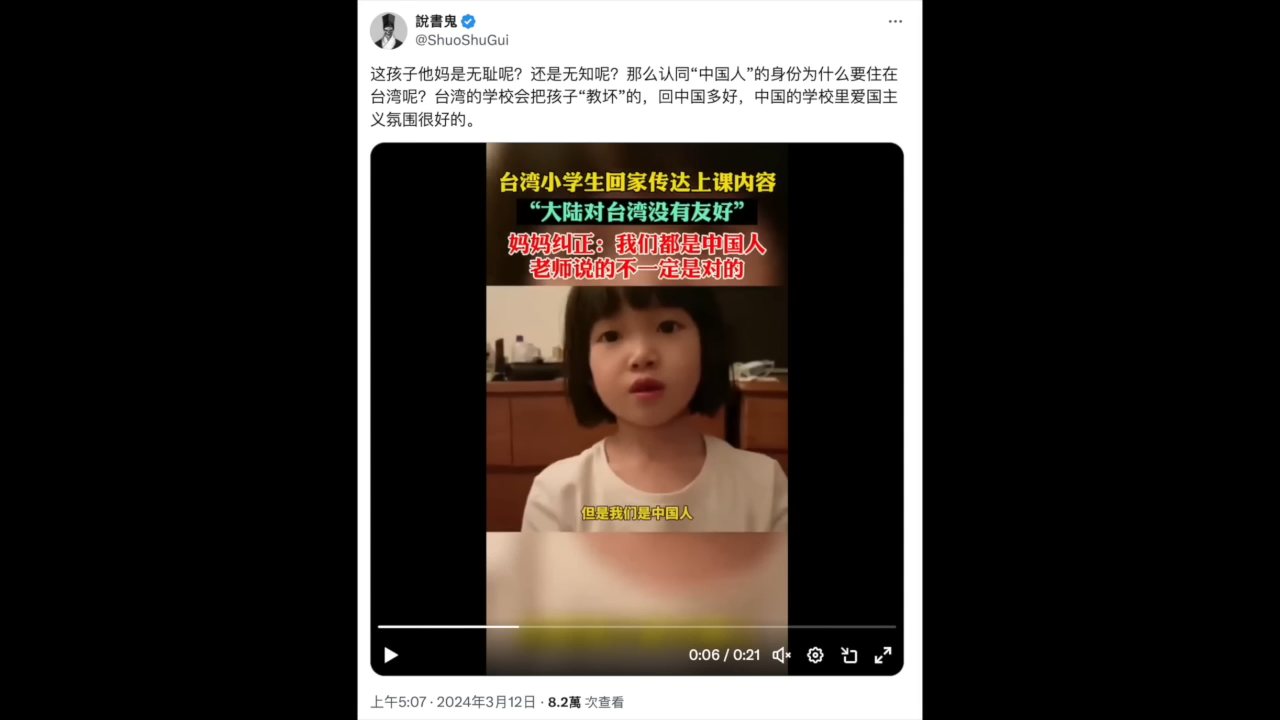 說書鬼
@ShuoShuGui
这孩子他妈是无耻呢？还是无知呢？那么认同“中国人”的身份为什么要住在
台湾呢？台湾的学校会把孩子“教坏”的，回中国多好，中国的学校里爱国主
义氛围很好的。
台湾小学生回家传达上课内容
“大陆对台湾没有友好”
妈妈纠正：我们都是中国人
老师说的不一定是对的
但是我们是中国人
0:06 / 0:21
上午5:07 · 2024年3月12日 · 8.2萬 次查看